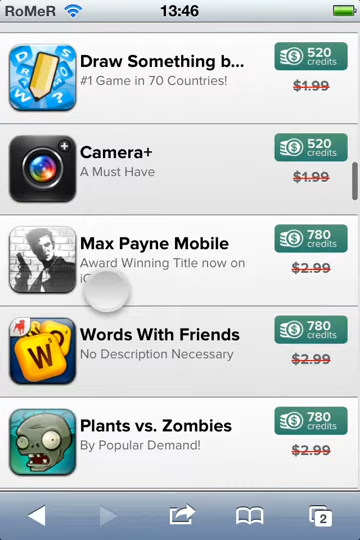 RoMeR 13:46
Draw Something b...
#1 Game in 70 Countries!
520
credits
$1.99
Camera+
A Must Have
520
credits
$1.99
Max Payne Mobile
Award Winning Title now on
780
credits
$2.99
Words With Friends
No Description Necessary
780
credits
$2.99
W
Plants vs. Zombies
By Popular Demand!
780
credits
$2.99
2